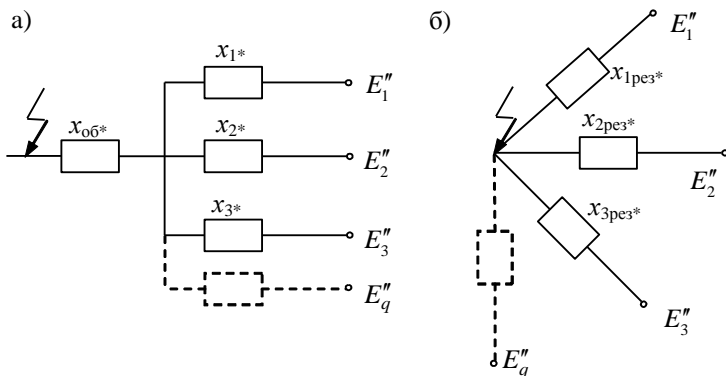 а)
x₁*
E″₁
xоб*
x₂*
E″₂
x₃*
E″₃
E″q
б)
E″₁
x₁рез*
x₂рез*
E″₂
x₃рез*
E″₃
E″q